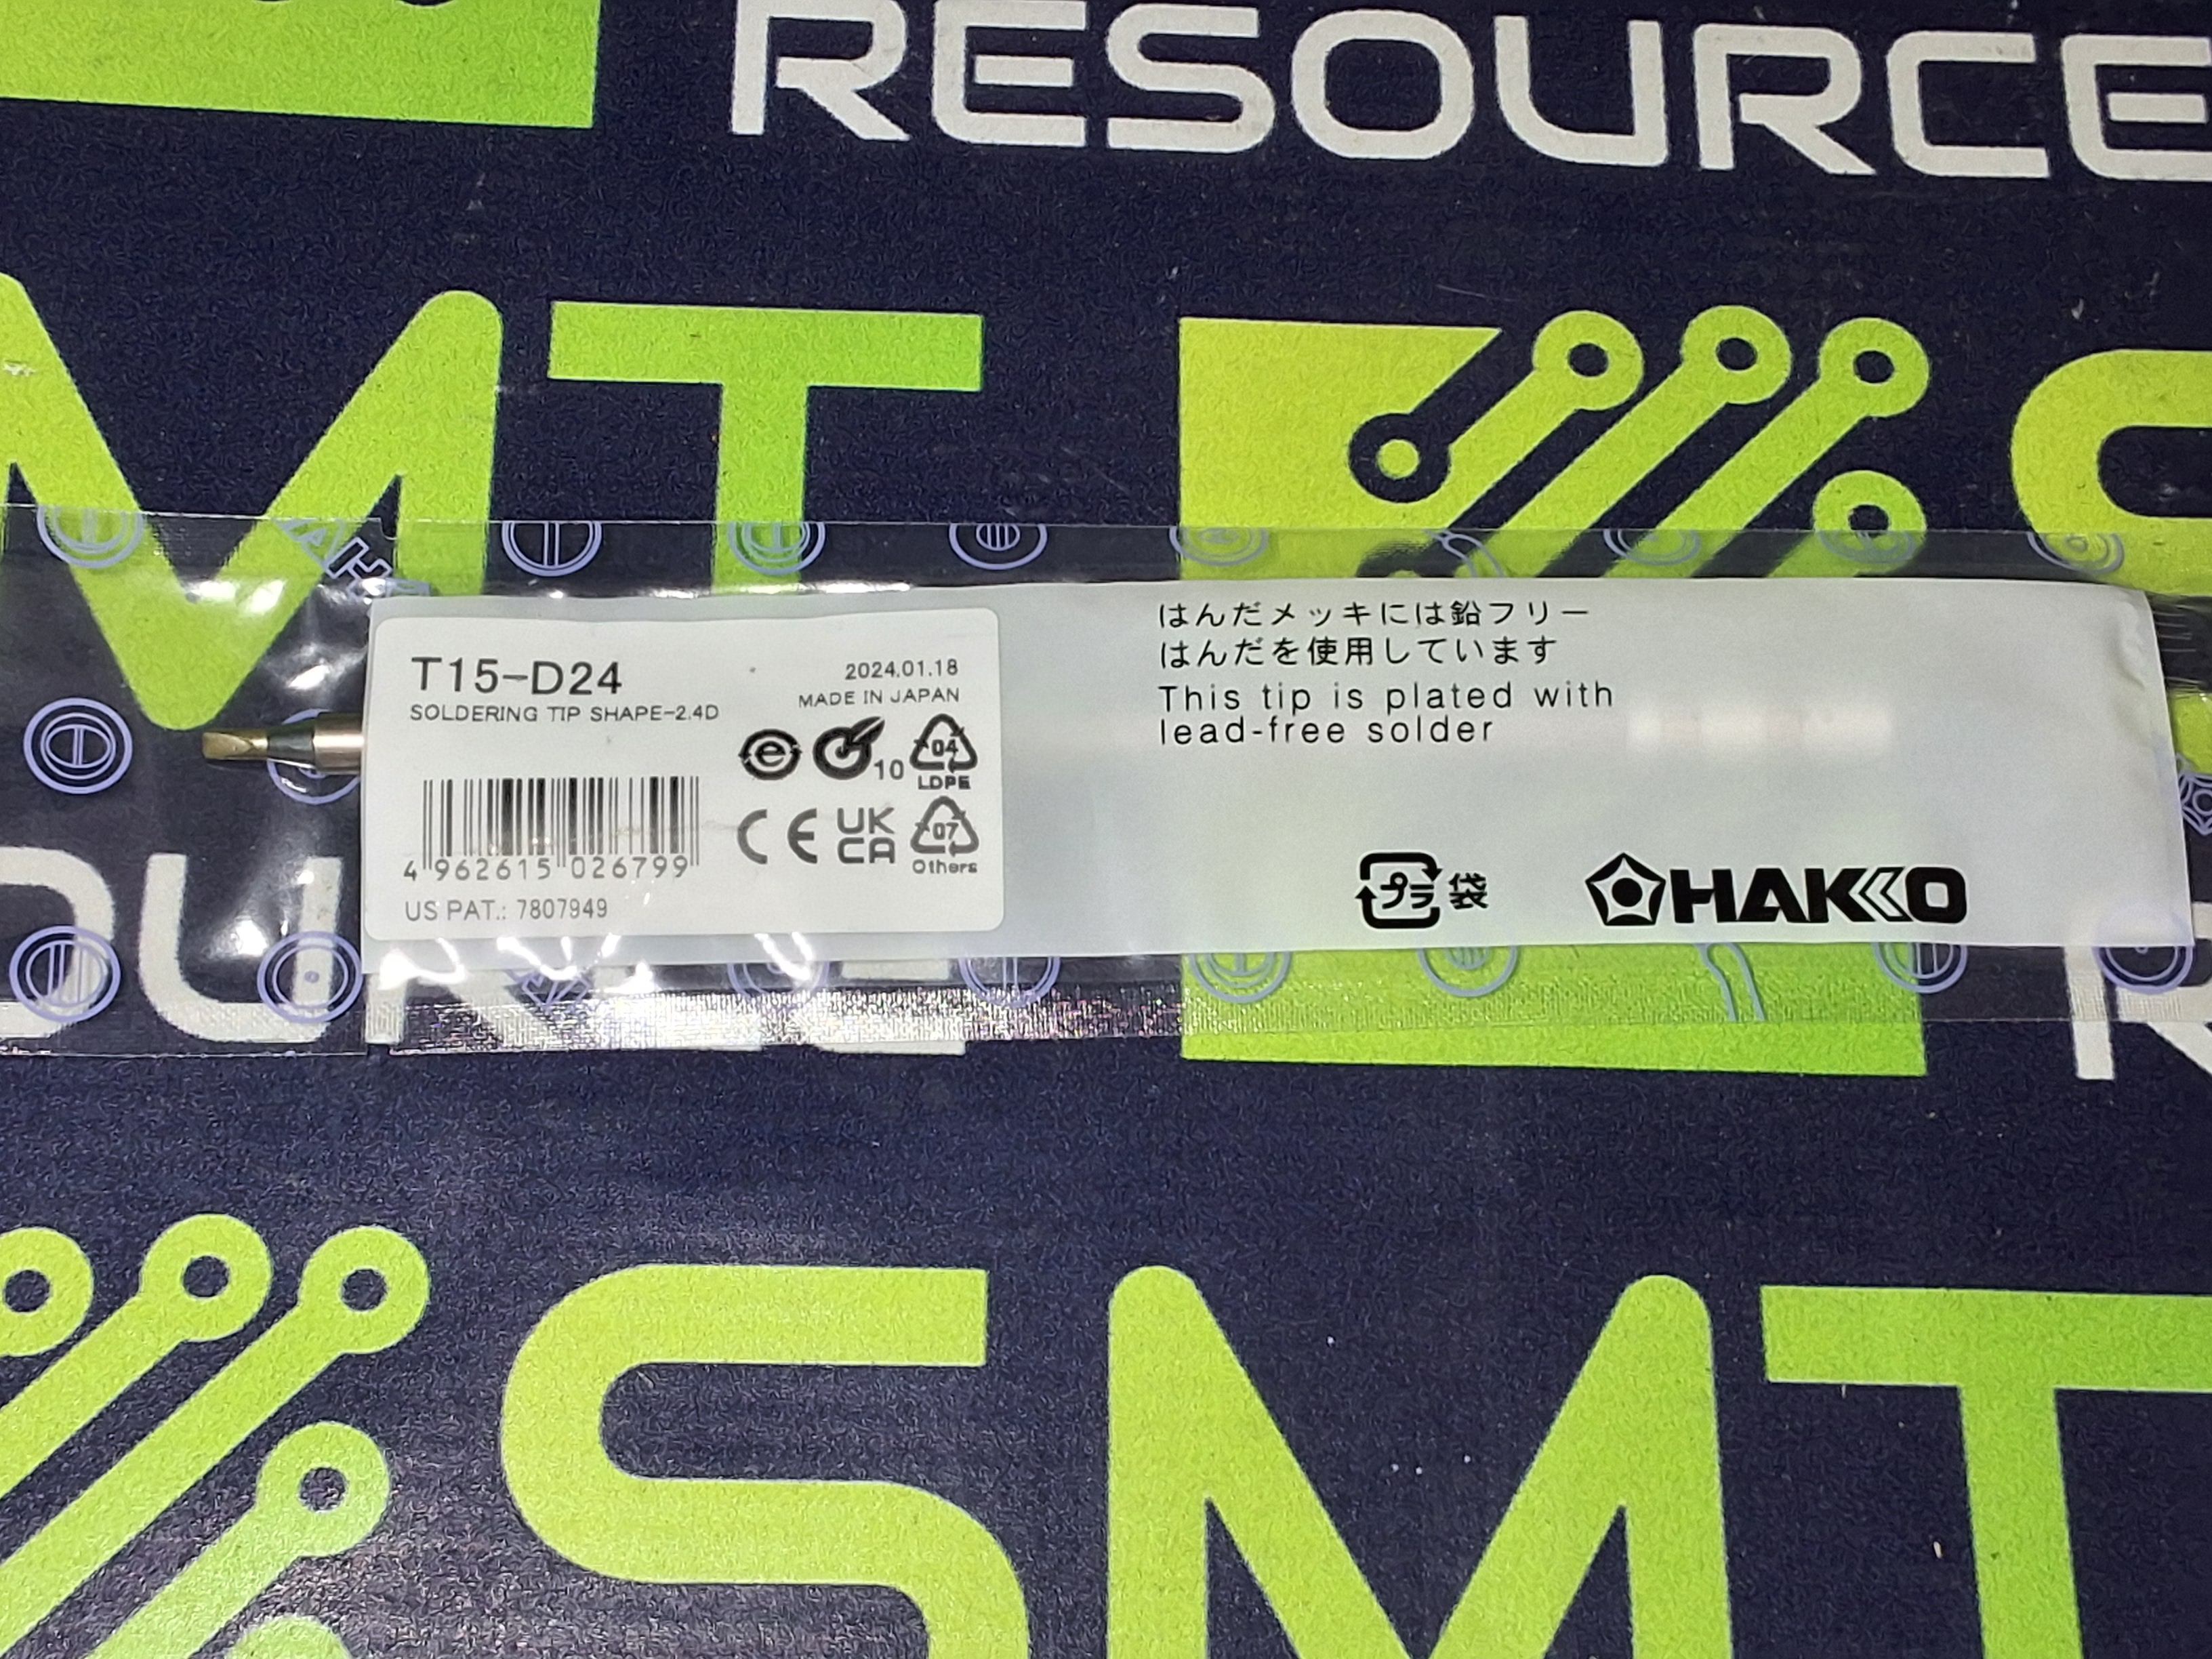 RESOURCE
MT
S
T15-D24
SOLDERING TIP SHAPE-2.4D
2024.01.18
MADE IN JAPAN
10
04
LDPE
CE
UK
CA
07
Others
4 962615 026799
US PAT.: 7807949
はんだメッキには鉛フリー
はんだを使用しています
This tip is plated with
lead-free solder
プラ 袋
HAKKO
OUR
R
SMT